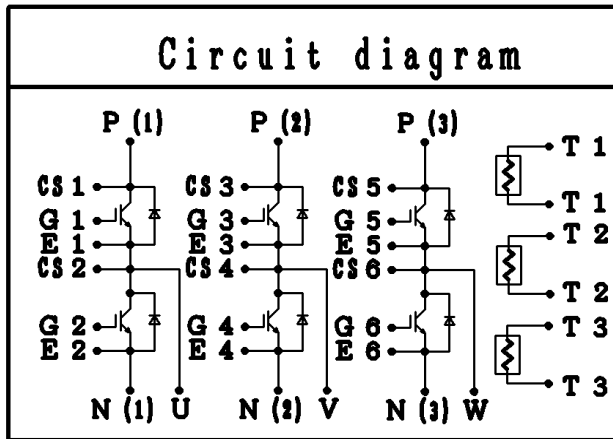 Circuit diagram
P (1) P (2) P (3)
CS 1 CS 3 CS 5 T 1
G 1 G 3 G 5 T 1
E 1 E 3 E 5 T 2
CS 2 CS 4 CS 6
T 2
G 2 G 4 G 6 T 3
E 2 E 4 E 6
T 3
N (1) U N (2) V N (3) W